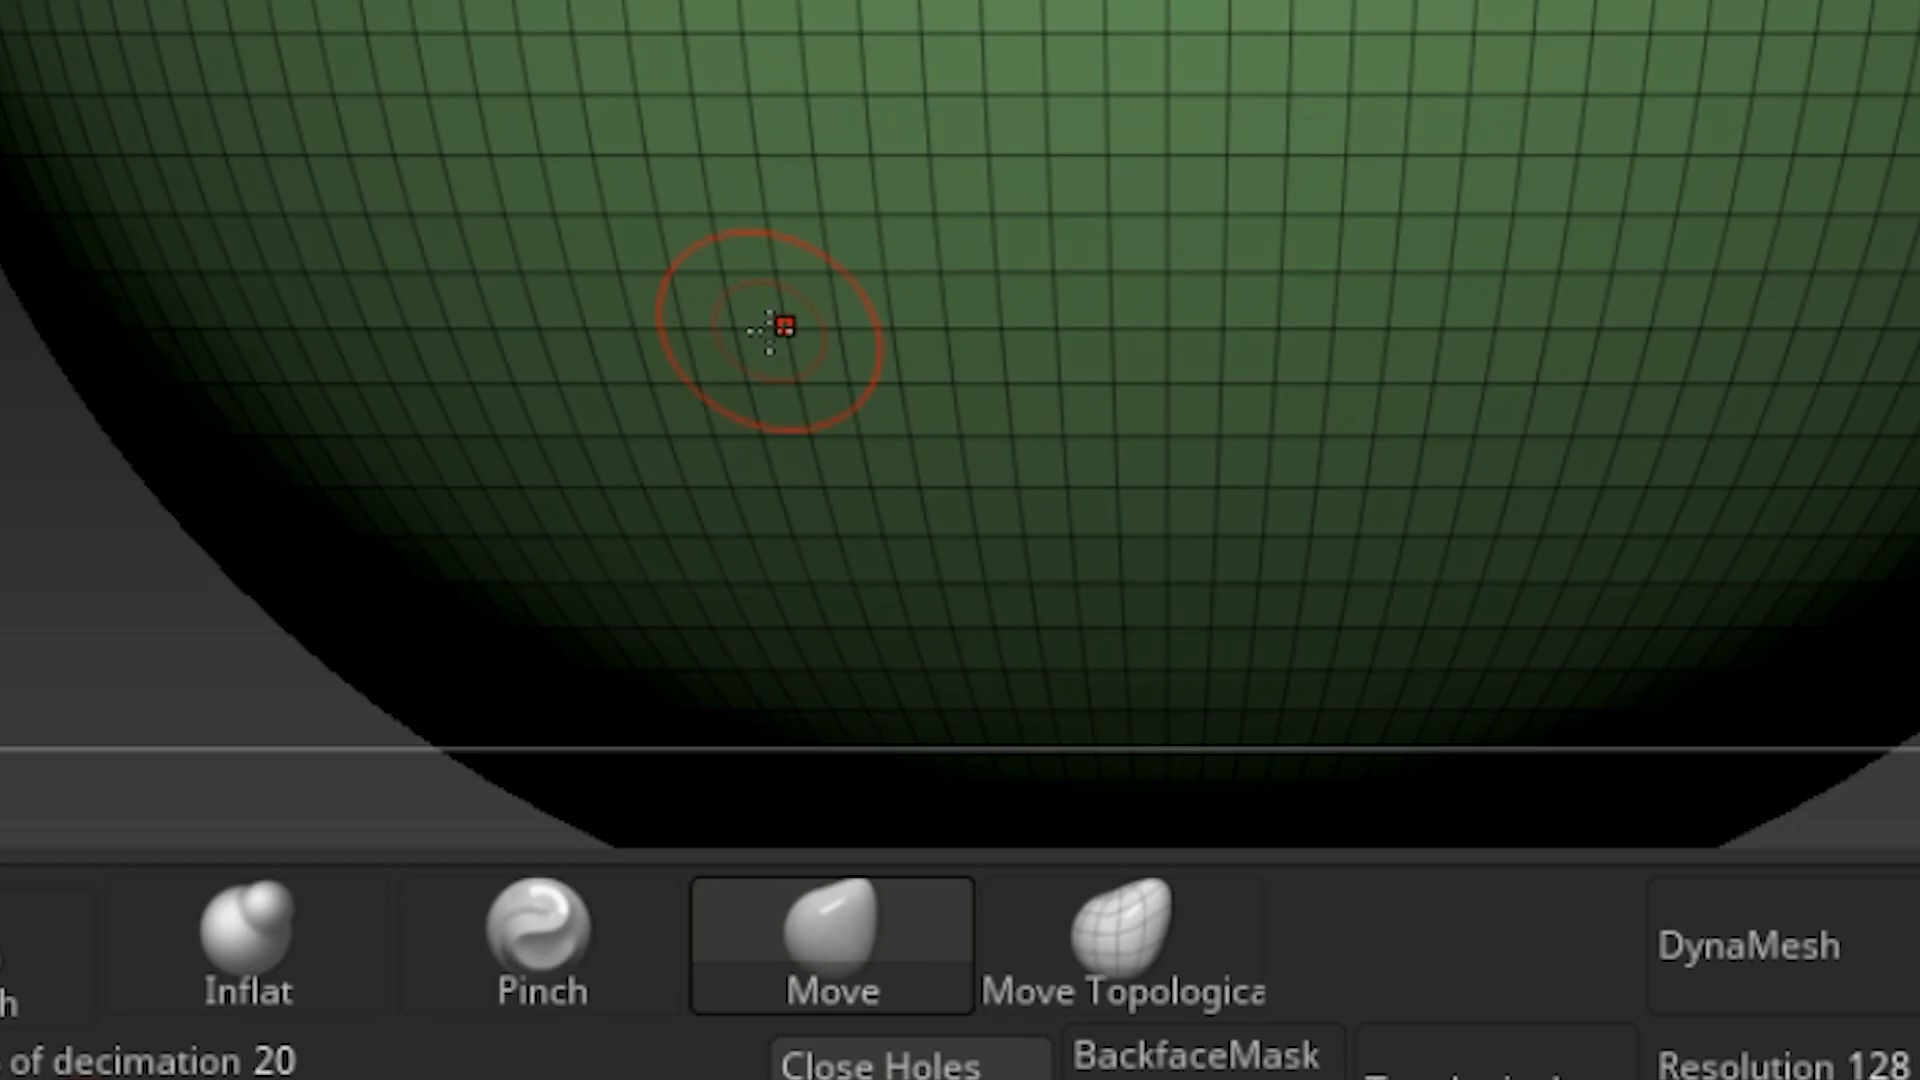 h
Inflat
Pinch
Move
Move Topologica
DynaMesh
of decimation 20
Close Holes
BackfaceMask
Resolution 128